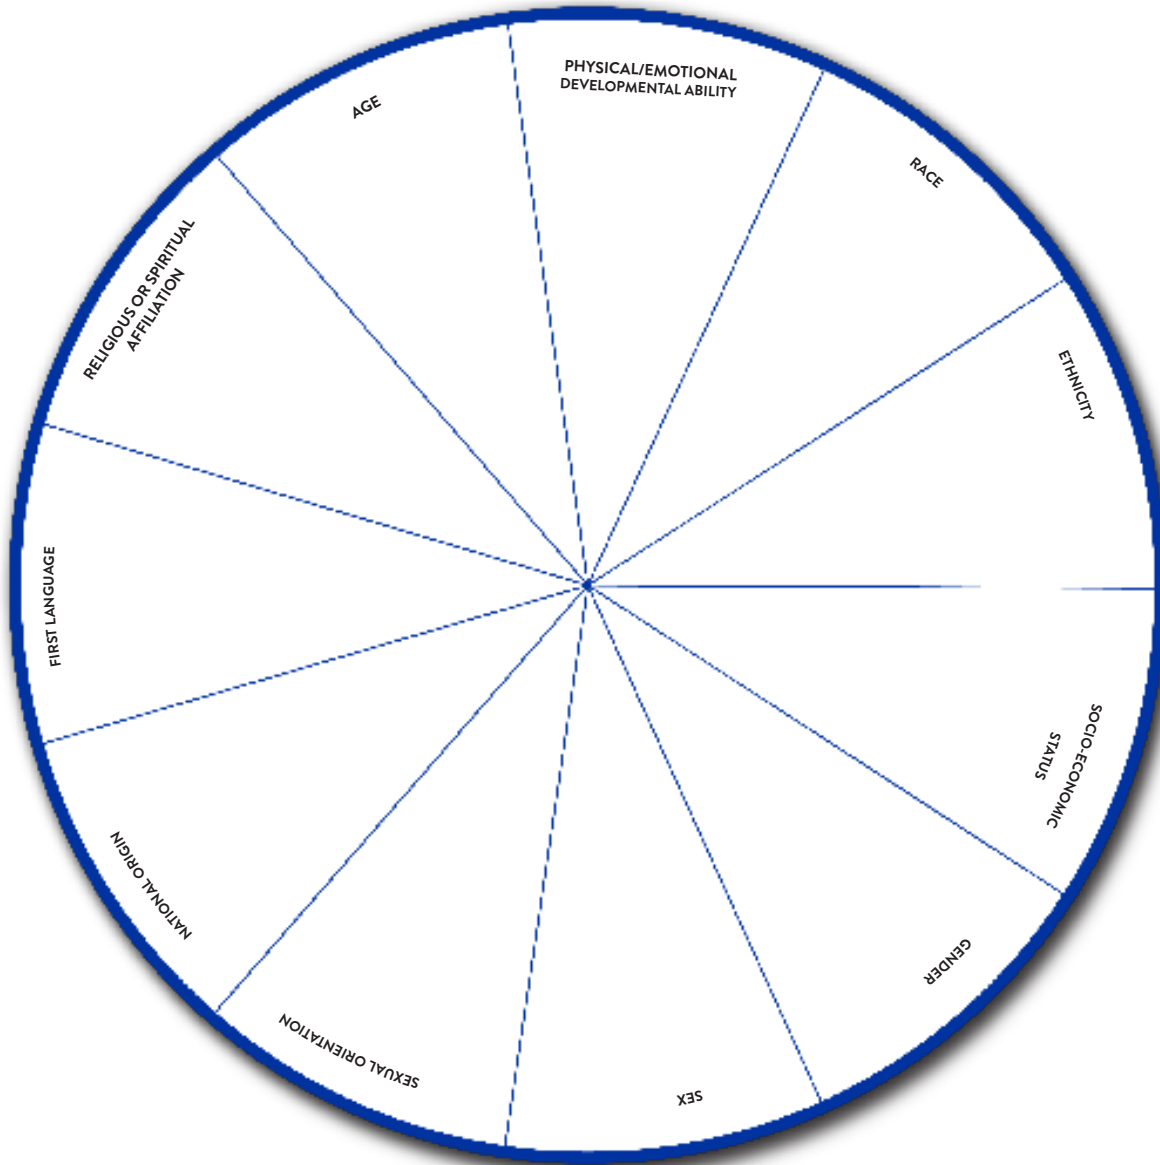 PHYSICAL/EMOTIONAL
DEVELOPMENTAL ABILITY
RACE
ETHNICITY
SOCIO-ECONOMIC
STATUS
GENDER
SEX
SEXUAL ORIENTATION
NATIONAL ORIGIN
FIRST LANGUAGE
RELIGIOUS OR SPIRITUAL
AFFILIATION
AGE